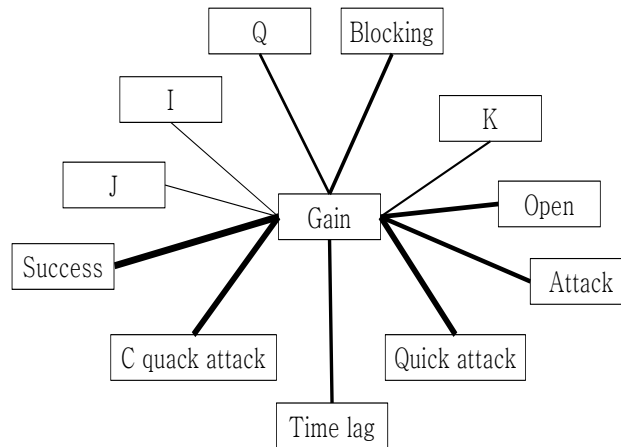 Q
Blocking
I
K
J
Open
Gain
Success
Attack
C quack attack
Quick attack
Time lag